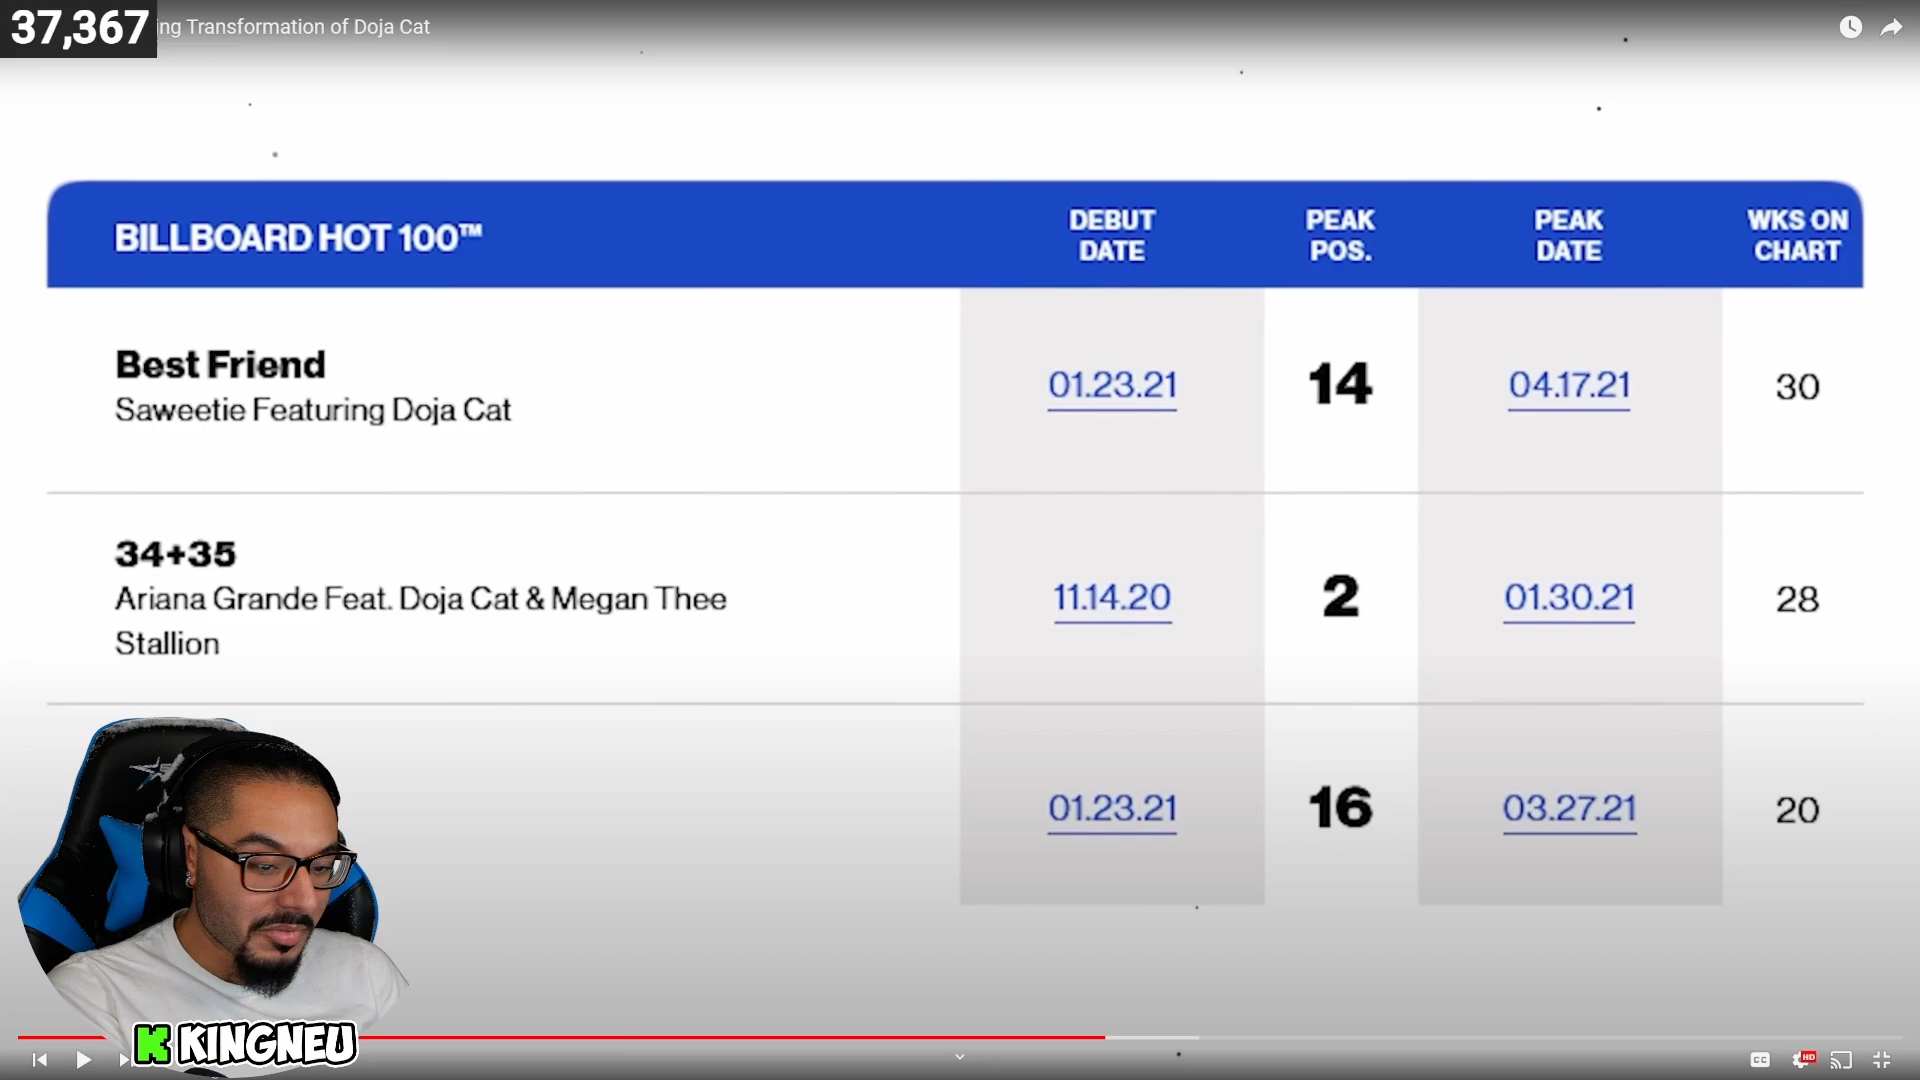 37,367
ing Transformation of Doja Cat
BILLBOARD HOT 100™
DEBUT
DATE
PEAK
POS.
PEAK
DATE
WKS ON
CHART
Best Friend
Saweetie Featuring Doja Cat
01.23.21
14
04.17.21
30
34+35
Ariana Grande Feat. Doja Cat & Megan Thee
Stallion
11.14.20
2
01.30.21
28
01.23.21
16
03.27.21
20
K KINGNEU
CC
HD